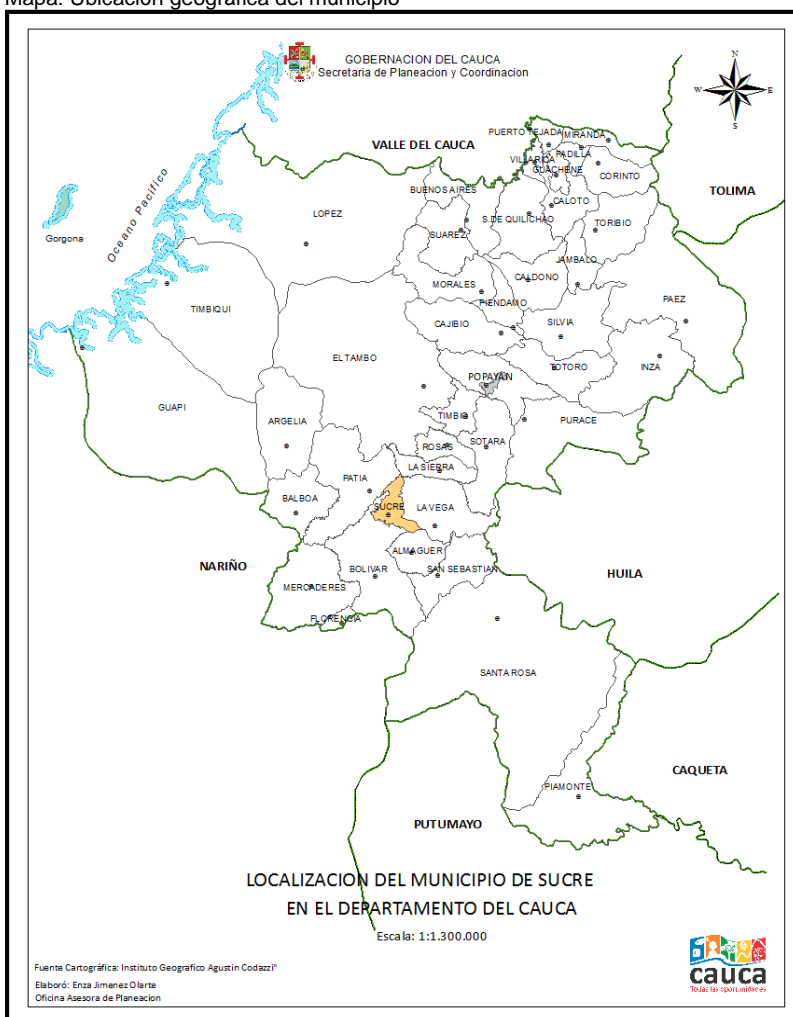 Mapa: Ubicación geográfica del municipio
GOBERNACION DEL CAUCA
Secretaria de Planeacion y Coordinacion
N
W
E
S
PUERTO TEJADA
MIRANDA
VALLE DEL CAUCA
PADILLA
VILLARICA
GUACHENE
CORINTO
BUENOS AIRES
TOLIMA
CALOTO
LOPEZ
S.DE QUILICHAO
TORIBIO
Oceano Pacífico
SUAREZ
Gorgona
JAMBALO
CALDONO
MORALES
PAEZ
PIENDAMO
TIMBIQUI
CAJIBIO
SILVIA
EL TAMBO
TOTORO
INZA
POPAYAN
GUAPI
TIMBIO
PURACE
ARGELIA
ROSAS
SOTARA
LA SIERRA
PATIA
BALBOA
SUCRE
LA VEGA
ALMAGUER
NARIÑO
BOLIVAR
SAN SEBASTIAN
HUILA
MERCADERES
FLORENCIA
SANTA ROSA
CAQUETA
PIAMONTE
PUTUMAYO
LOCALIZACION DEL MUNICIPIO DE SUCRE
EN EL DEPARTAMENTO DEL CAUCA
Escala: 1:1.300.000
Fuente Cartográfica: Instituto Geografico Agustin Codazzi"
Elaboró: Enza Jimenez Olarte
Oficina Asesora de Planeacion
cauca
Todas las oportunidades